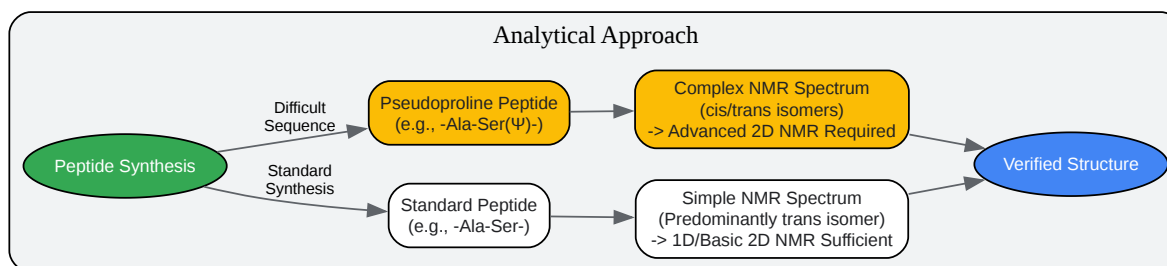 Analytical Approach
Peptide Synthesis
Difficult
Sequence
Pseudoproline Peptide
(e.g., -Ala-Ser(Ψ)-)
Complex NMR Spectrum
(cis/trans isomers)
-> Advanced 2D NMR Required
Standard
Synthesis
Standard Peptide
(e.g., -Ala-Ser-)
Simple NMR Spectrum
(Predominantly trans isomer)
-> 1D/Basic 2D NMR Sufficient
Verified Structure